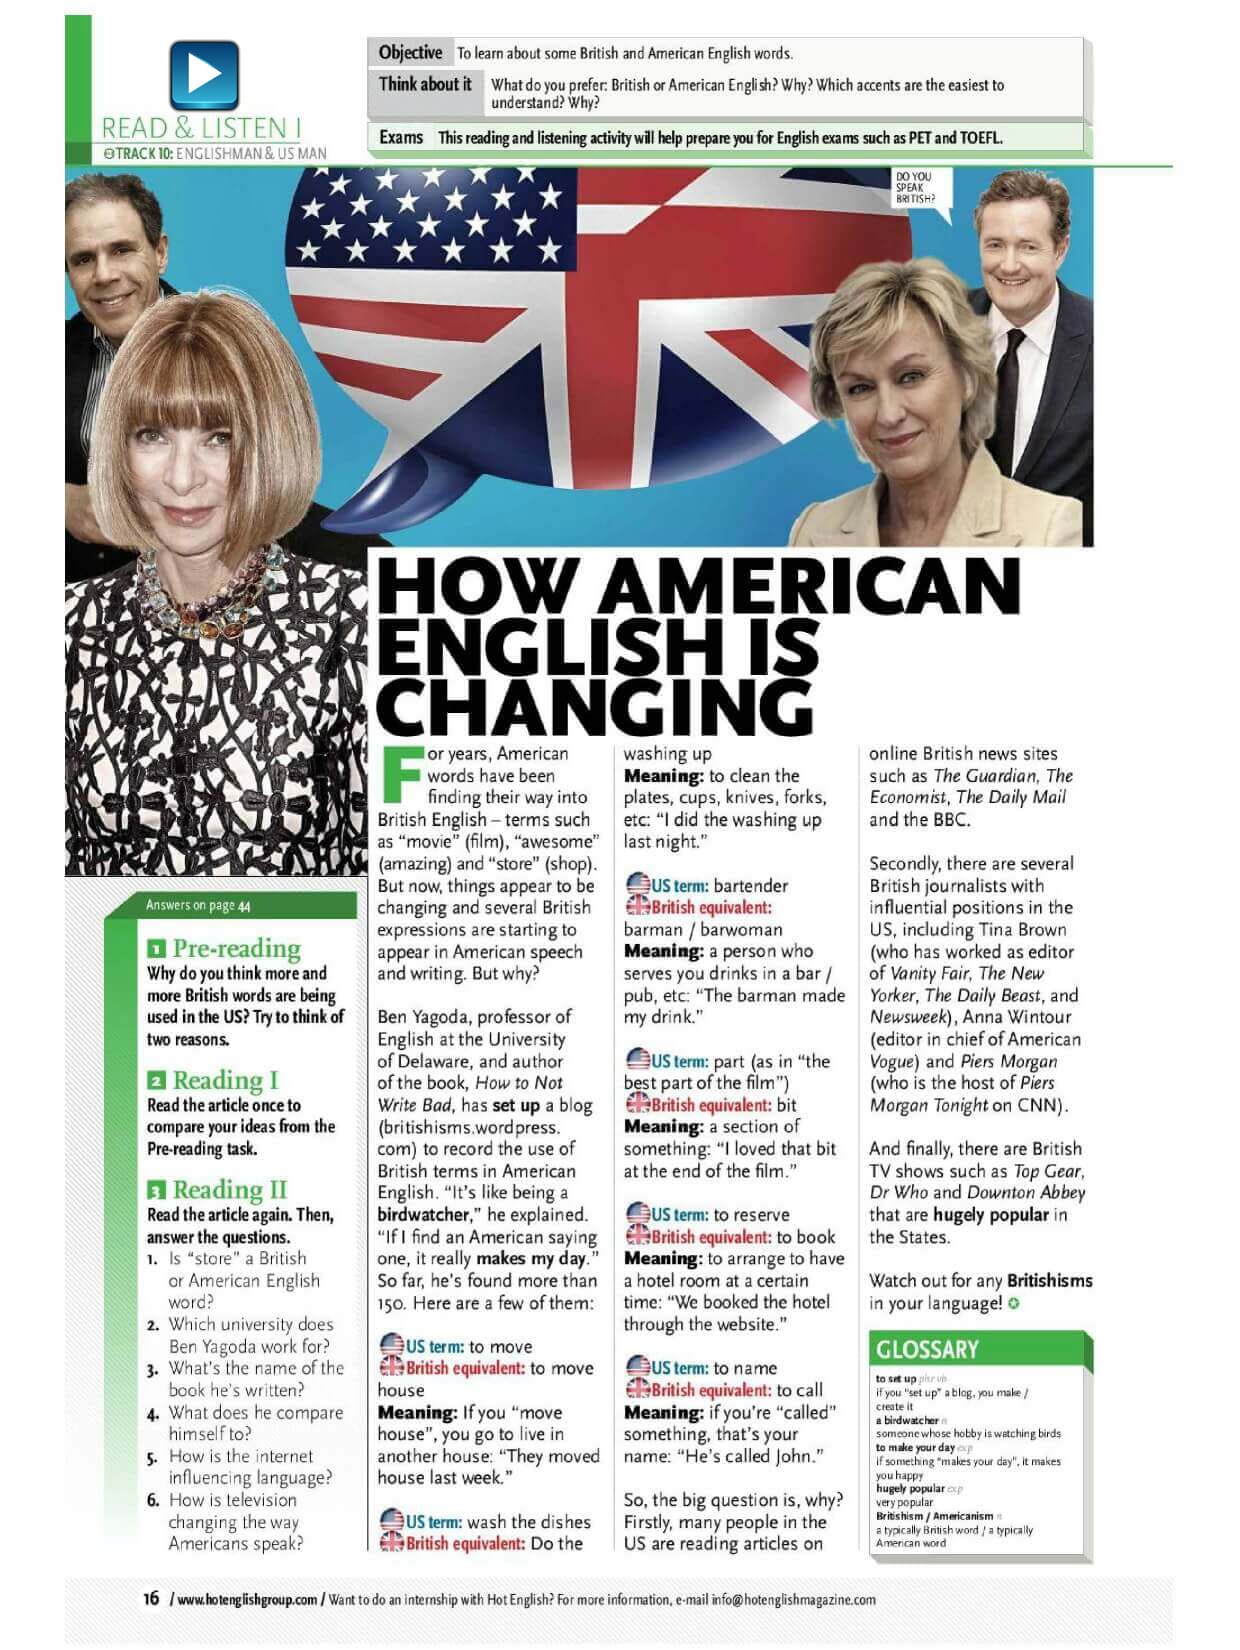 Objective To learn about some British and American English words.
Think about it What do you prefer: British or American English? Why? Which accents are the easiest to
understand? Why?
Exams This reading and listening activity will help prepare you for English exams such as PET and TOEFL.
READ & LISTEN I
TRACK 10: ENGLISHMAN & US MAN
DO YOU
SPEAK
BRITISH?
HOW AMERICAN
ENGLISH IS
CHANGING
For years, American
words have been
finding their way into
British English – terms such
as “movie” (film), “awesome”
(amazing) and “store” (shop).
But now, things appear to be
changing and several British
expressions are starting to
appear in American speech
and writing. But why?
Ben Yagoda, professor of
English at the University
of Delaware, and author
of the book, How to Not
Write Bad, has set up a blog
(britishisms.wordpress.
com) to record the use of
British terms in American
English. “It’s like being a
birdwatcher,” he explained.
“If I find an American saying
one, it really makes my day.”
So far, he’s found more than
150. Here are a few of them:
US term: to move
British equivalent: to move
house
Meaning: If you “move
house”, you go to live in
another house: “They moved
house last week.”
US term: wash the dishes
British equivalent: Do the
washing up
Meaning: to clean the
plates, cups, knives, forks,
etc: “I did the washing up
last night.”
US term: bartender
British equivalent:
barman / barwoman
Meaning: a person who
serves you drinks in a bar /
pub, etc: “The barman made
my drink.”
US term: part (as in “the
best part of the film”)
British equivalent: bit
Meaning: a section of
something: “I loved that bit
at the end of the film.”
US term: to reserve
British equivalent: to book
Meaning: to arrange to have
a hotel room at a certain
time: “We booked the hotel
through the website.”
US term: to name
British equivalent: to call
Meaning: if you’re “called”
something, that’s your
name: “He’s called John.”
So, the big question is, why?
Firstly, many people in the
US are reading articles on
online British news sites
such as The Guardian, The
Economist, The Daily Mail
and the BBC.
Secondly, there are several
British journalists with
influential positions in the
US, including Tina Brown
(who has worked as editor
of Vanity Fair, The New
Yorker, The Daily Beast, and
Newsweek), Anna Wintour
(editor in chief of American
Vogue) and Piers Morgan
(who is the host of Piers
Morgan Tonight on CNN).
And finally, there are British
TV shows such as Top Gear,
Dr Who and Downton Abbey
that are hugely popular in
the States.
Watch out for any Britishisms
in your language!
Answers on page 44
1 Pre-reading
Why do you think more and
more British words are being
used in the US? Try to think of
two reasons.
2 Reading I
Read the article once to
compare your ideas from the
Pre-reading task.
3 Reading II
Read the article again. Then,
answer the questions.
1. Is “store” a British
or American English
word?
2. Which university does
Ben Yagoda work for?
3. What’s the name of the
book he’s written?
4. What does he compare
himself to?
5. How is the internet
influencing language?
6. How is television
changing the way
Americans speak?
GLOSSARY
to set up phr vb
if you “set up” a blog, you make /
create it
a birdwatcher n
someone whose hobby is watching birds
to make your day exp
if something “makes your day”, it makes
you happy
hugely popular exp
very popular
Britishism / Americanism n
a typically British word / a typically
American word
16 / www.hotenglishgroup.com / Want to do an internship with Hot English? For more information, e-mail info@hotenglishmagazine.com